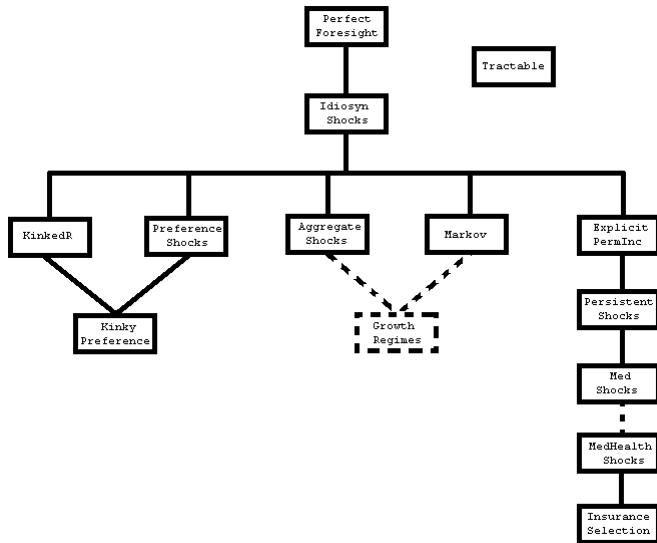 Perfect
Foresight
Tractable
Idiosyn
Shocks
KinkedR
Preference
Shocks
Aggregate
Shocks
Markov
Explicit
PermInc
Persistent
Shocks
Kinky
Preference
Growth
Regimes
Med
Shocks
MedHealth
Shocks
Insurance
Selection